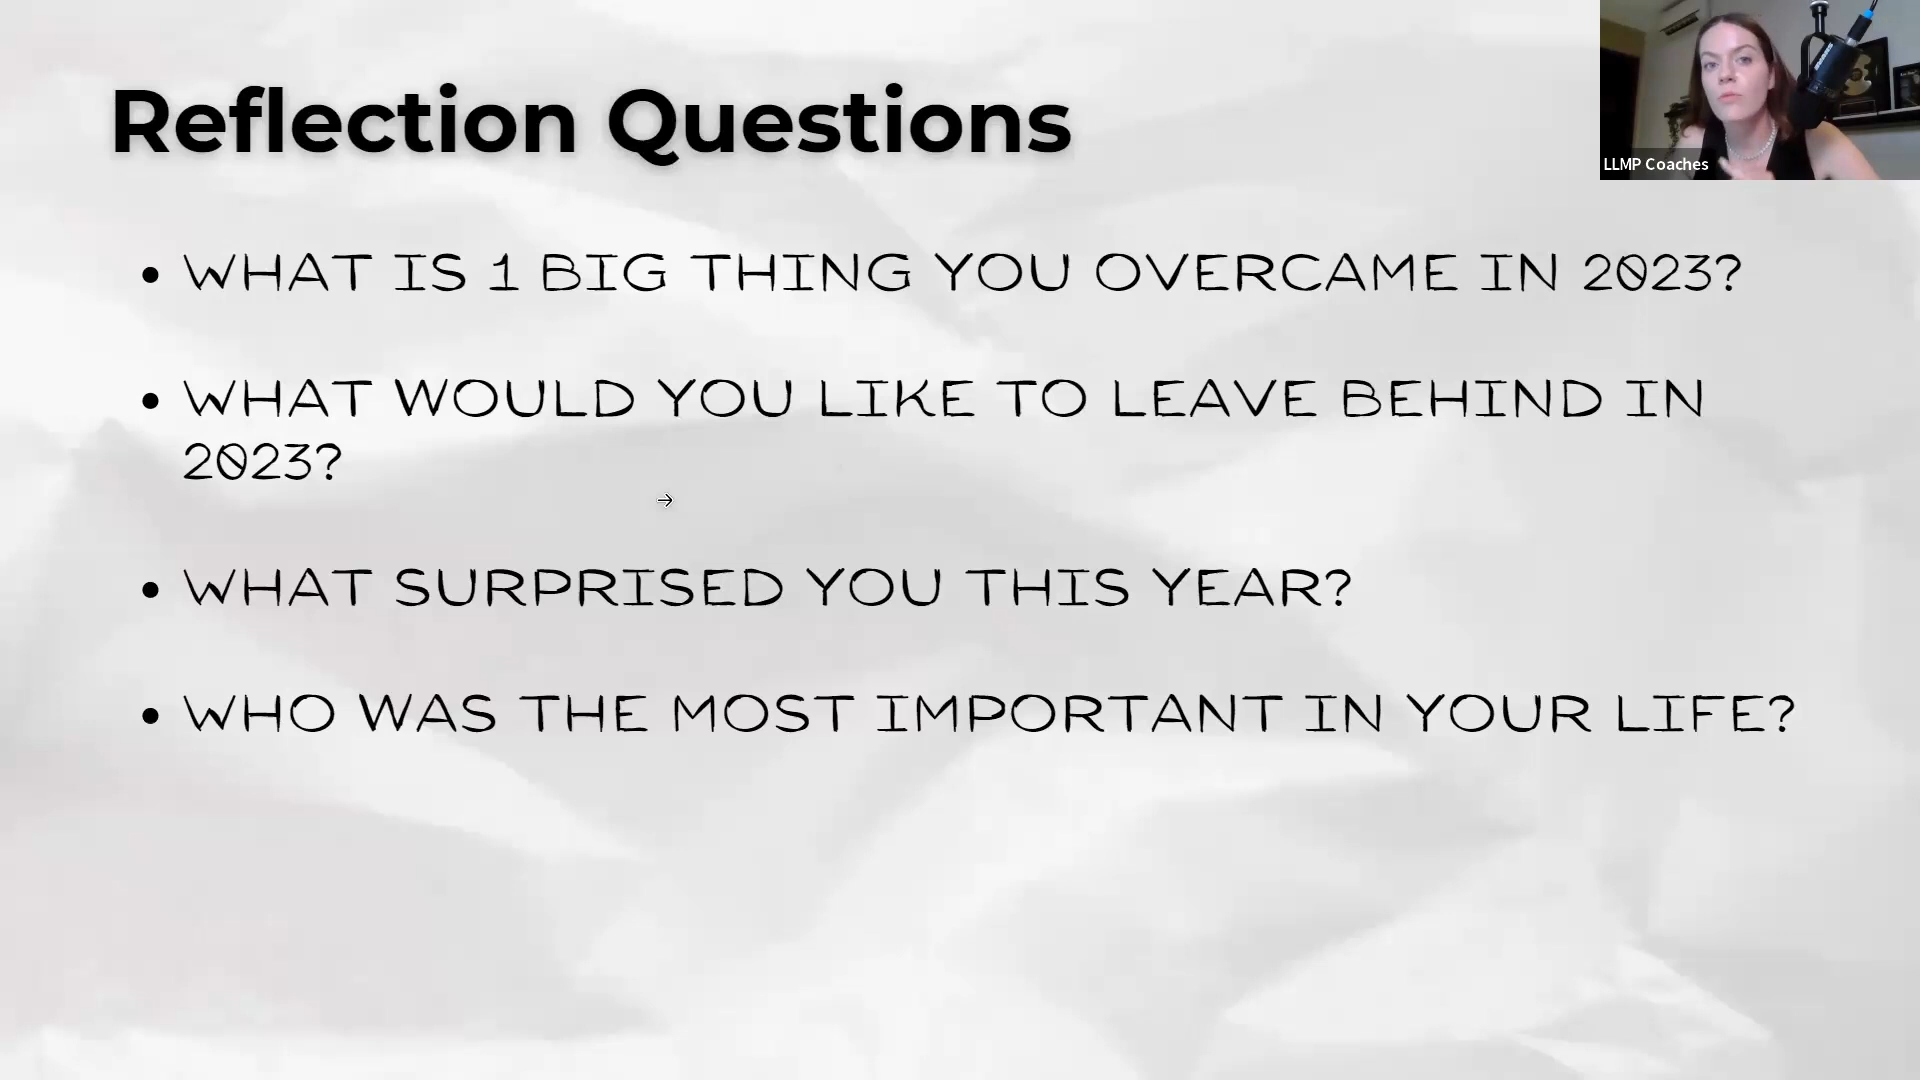 Reflection Questions
LLMP Coaches
• WHAT IS 1 BIG THING YOU OVERCAME IN 2023?
• WHAT WOULD YOU LIKE TO LEAVE BEHIND IN
2023?
• WHAT SURPRISED YOU THIS YEAR?
• WHO WAS THE MOST IMPORTANT IN YOUR LIFE?